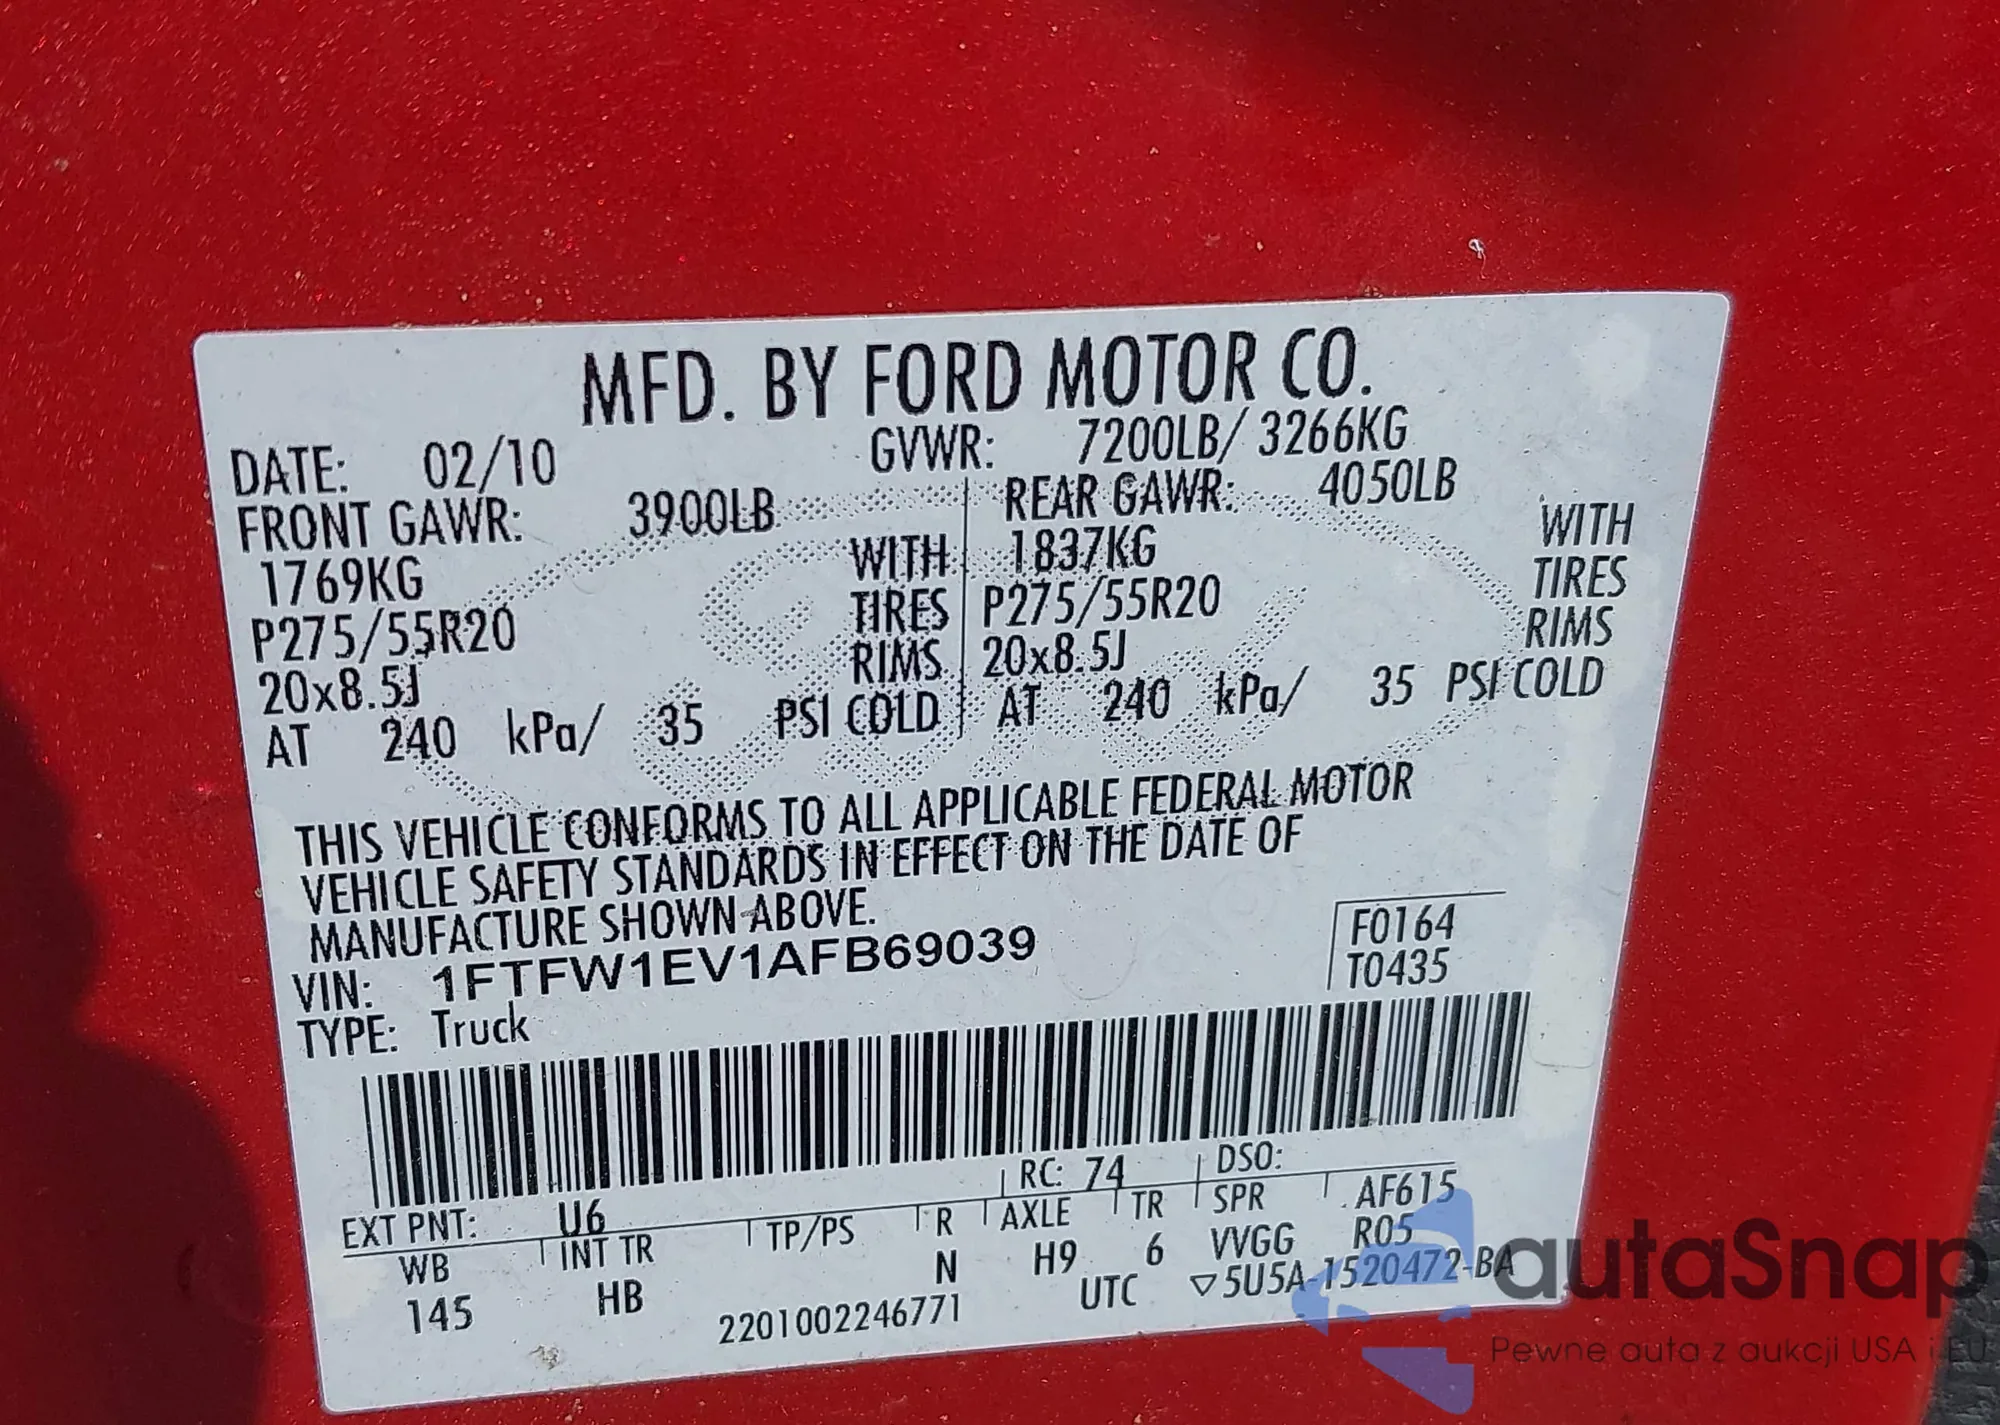 MFD. BY FORD MOTOR CO.
DATE: 02/10 GVWR: 7200LB/ 3266KG
FRONT GAWR: 3900LB REAR GAWR: 4050LB
1769KG WITH 1837KG WITH
P275/55R20 TIRES P275/55R20 TIRES
20x8.5J RIMS 20x8.5J RIMS
AT 240 kPa/ 35 PSI COLD AT 240 kPa/ 35 PSI COLD
THIS VEHICLE CONFORMS TO ALL APPLICABLE FEDERAL MOTOR
VEHICLE SAFETY STANDARDS IN EFFECT ON THE DATE OF
MANUFACTURE SHOWN ABOVE.
VIN: 1FTFW1EV1AFB69039 F0164
TYPE: Truck T0435
RC: 74 DSO:
EXT PNT: U6 AF615
WB INT TR TP/PS R AXLE TR SPR R05
145 HB N H9 6 VVGG
2201002246771 UTC ▽5U5A-1520472-BA
autaSnap
Pewne auta z aukcji USA i EU